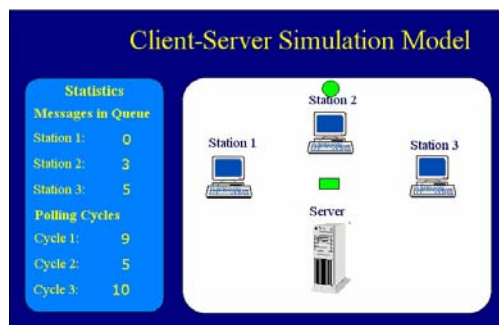 Client-Server Simulation Model
Statistics
Messages in Queue
Station 1: 0
Station 2: 3
Station 3: 5
Polling Cycles
Cycle 1: 9
Cycle 2: 5
Cycle 3: 10
Station 2
Station 1
Station 3
Server